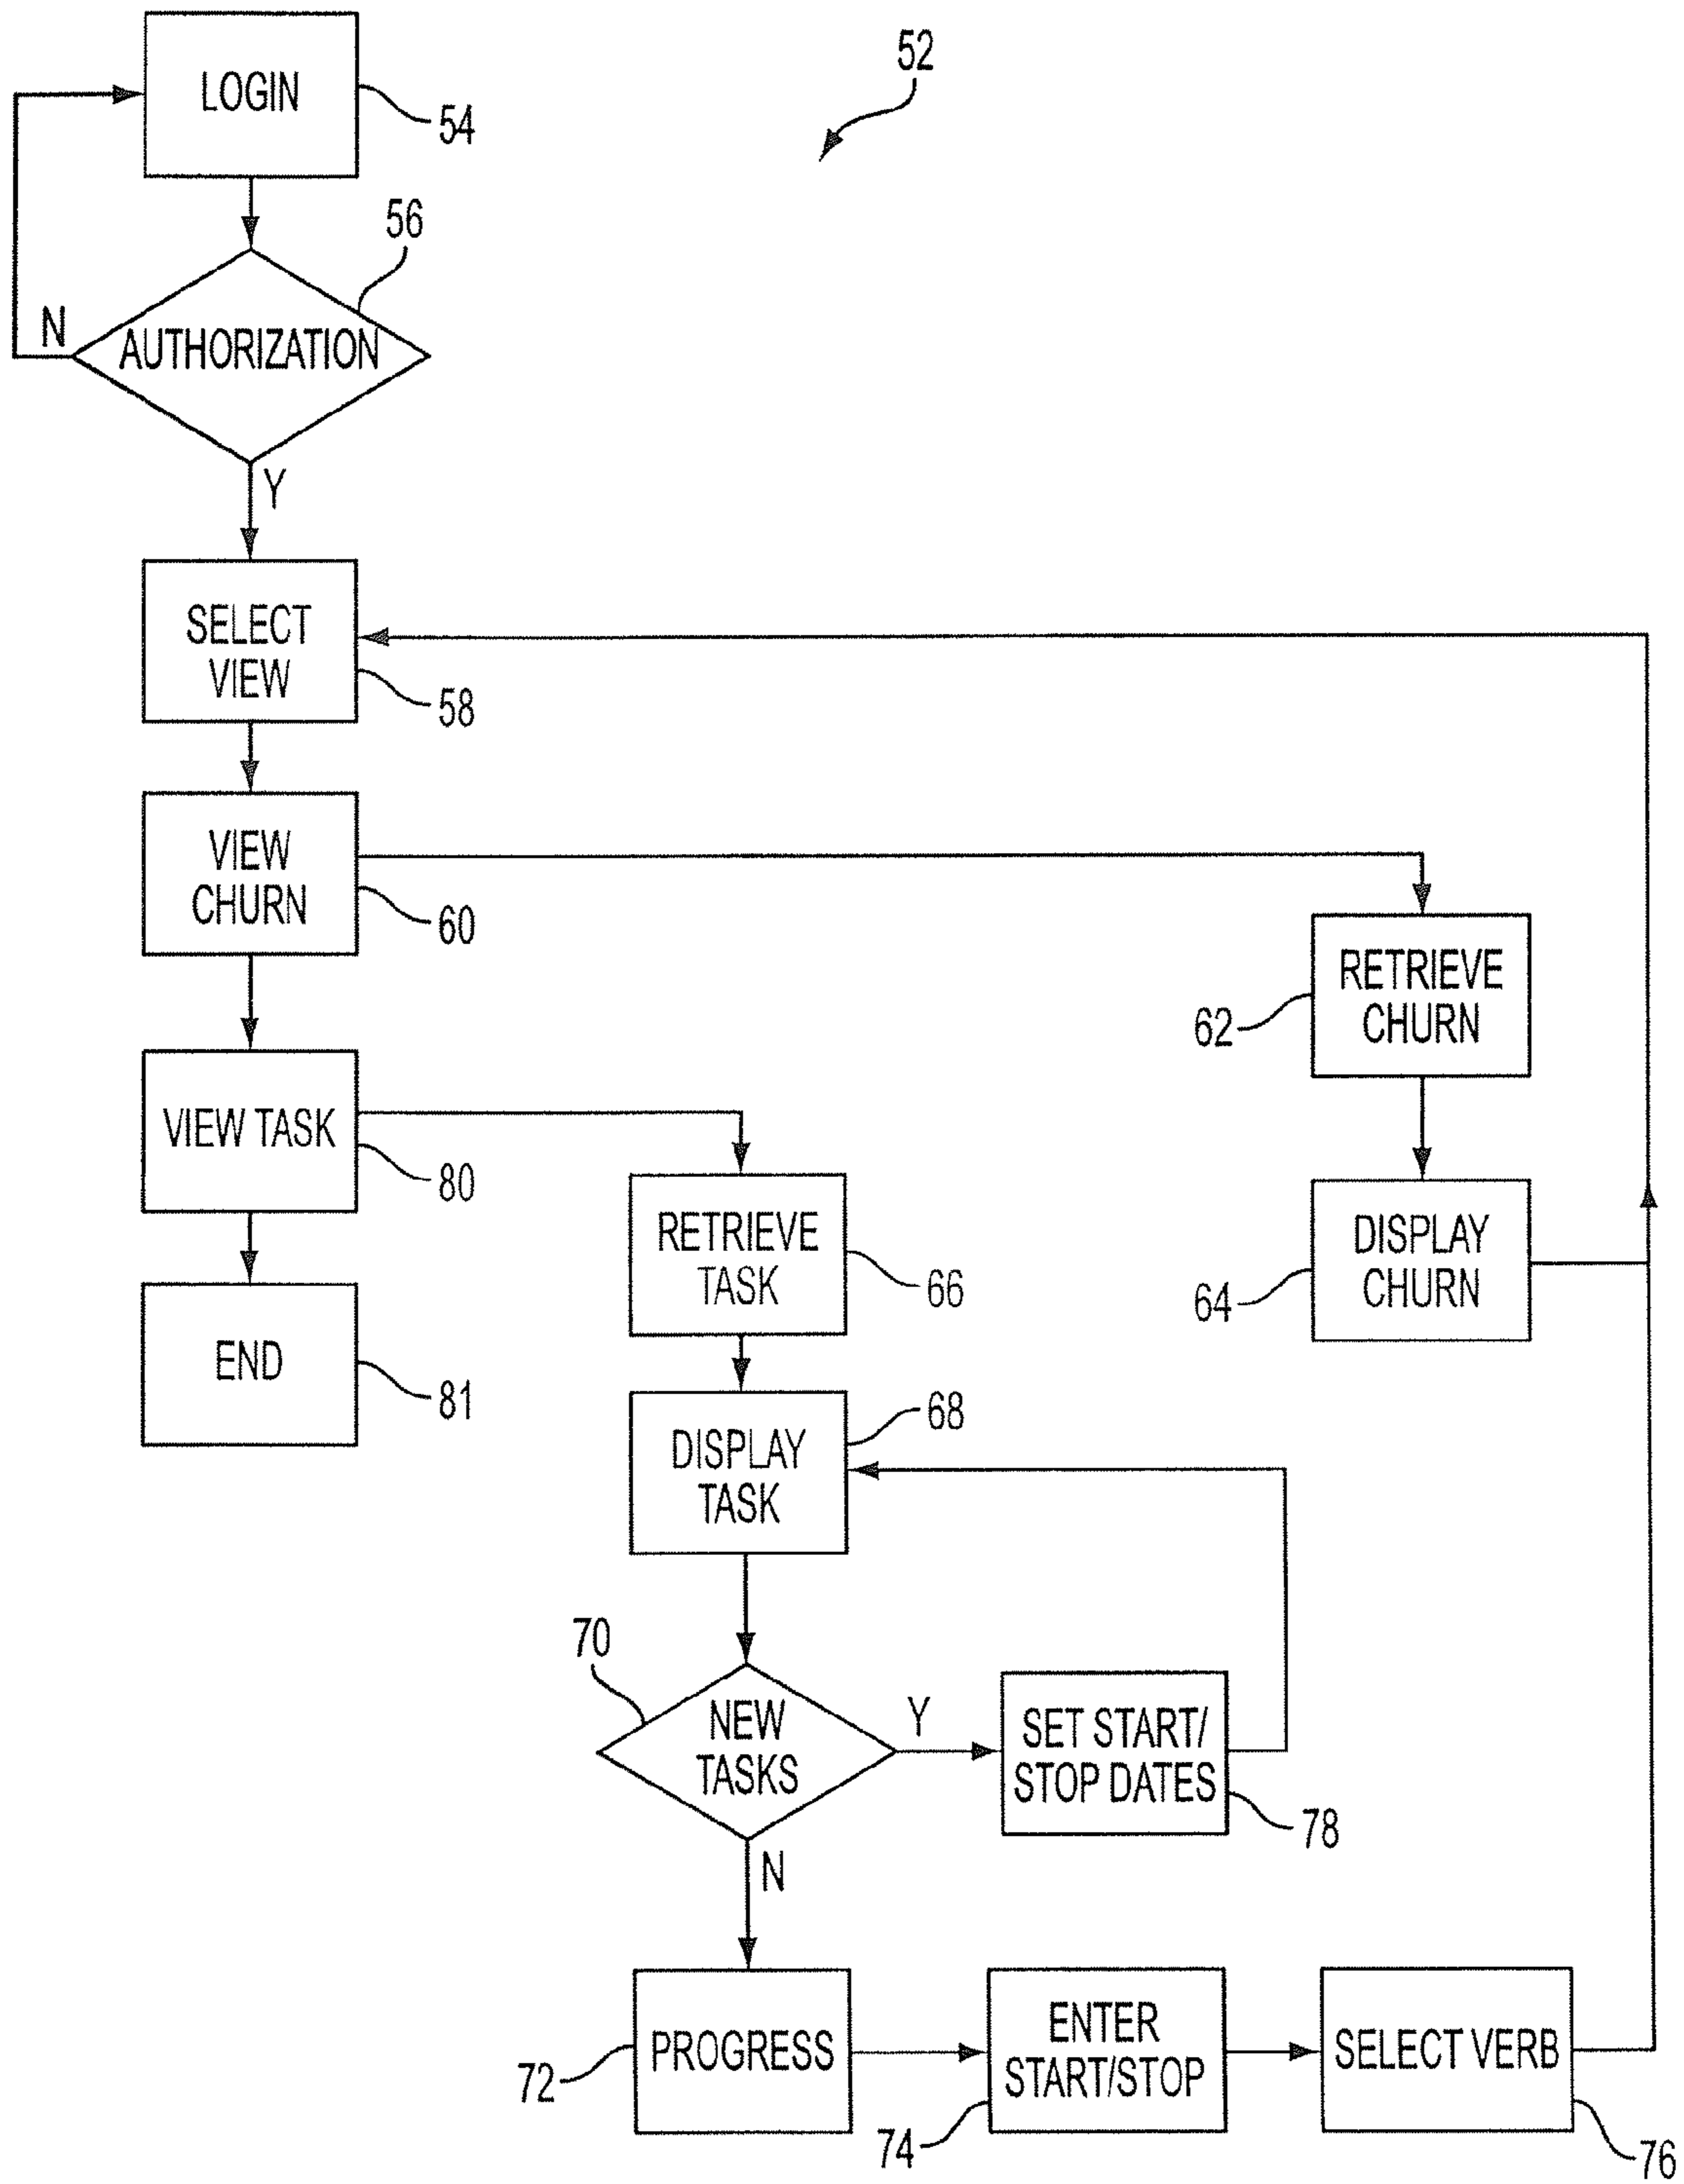 52
LOGIN
54
56
AUTHORIZATION
N
Y
SELECT
VIEW
58
VIEW
CHURN
60
RETRIEVE
CHURN
62
VIEW TASK
80
RETRIEVE
TASK
66
DISPLAY
CHURN
64
END
81
68
DISPLAY
TASK
70
NEW
TASKS
Y
SET START/
STOP DATES
78
N
PROGRESS
72
ENTER
START/STOP
74
SELECT VERB
76